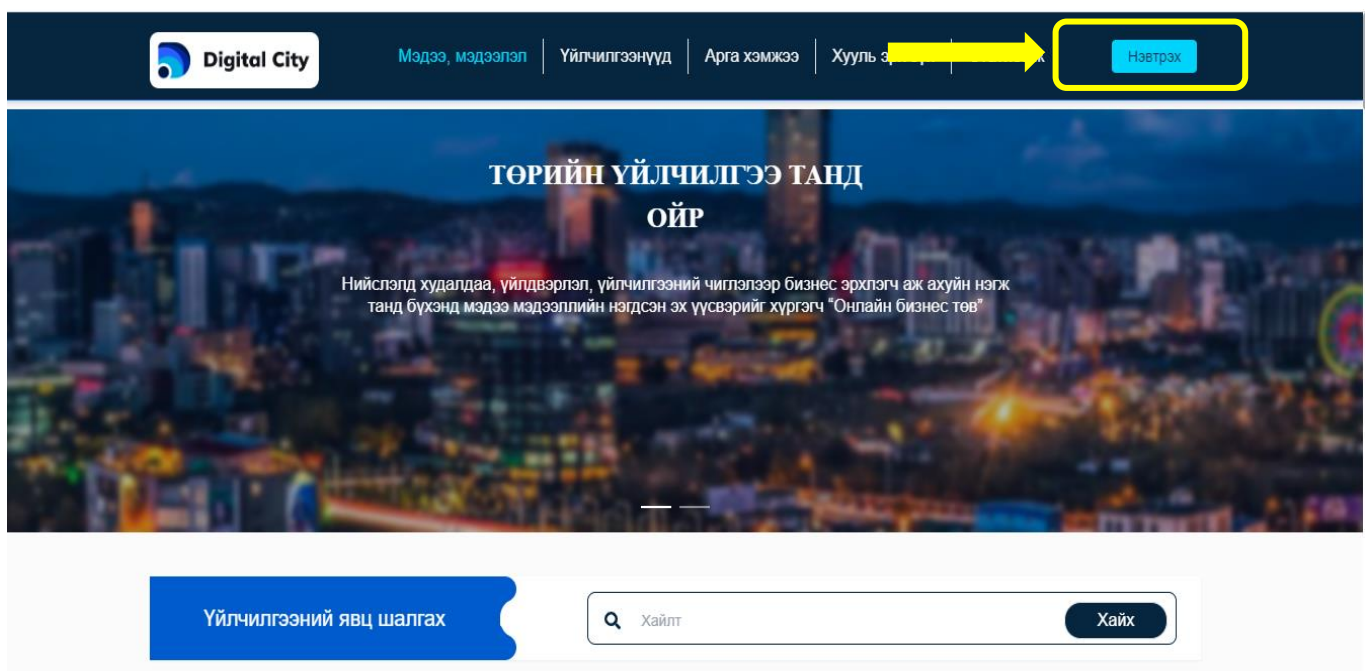 Digital City
Мэдээ, мэдээлэл
Үйлчилгээнүүд
Арга хэмжээ
Хууль
Нэвтрэх
ТӨРИЙН ҮЙЛЧИЛГЭЭ ТАНД
ОЙР
Нийслэлд худалдаа, үйлдвэрлэл, үйлчилгээний чиглэлээр бизнес эрхлэгч аж ахуйн нэгж
танд бүхэнд мэдээ мэдээллийн нэгдсэн эх үүсвэрийг хүргэгч “Онлайн бизнес төв”
Үйлчилгээний явц шалгах
Хайлт
Хайх